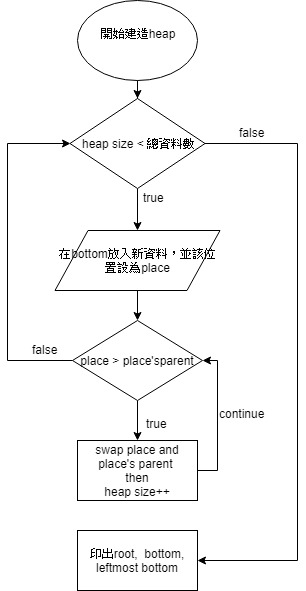 開始建造heap
heap size < 總資料數
false
true
在bottom放入新資料，並該位
置設為place
false
place > place'sparent
continue
true
swap place and
place's parent
then
heap size++
印出root, bottom,
leftmost bottom